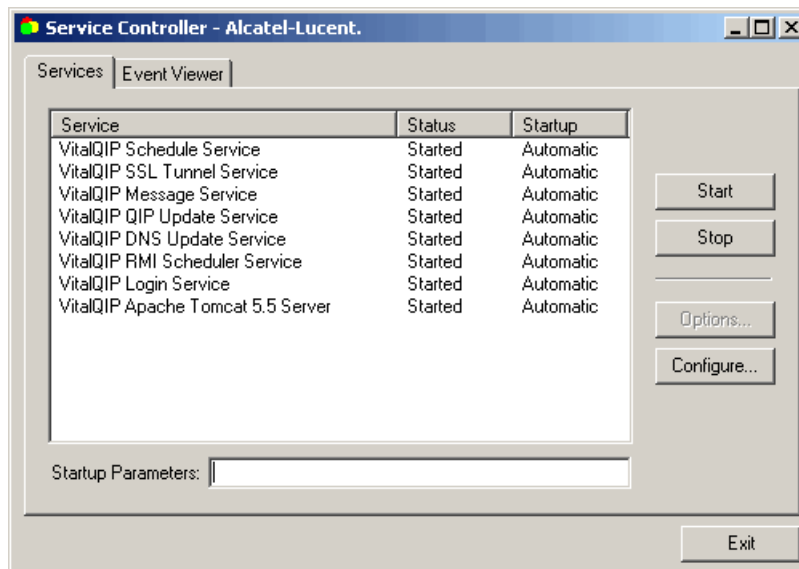 Service Controller - Alcatel-Lucent.
Services Event Viewer
Service Status Startup
VitalQIP Schedule Service Started Automatic
VitalQIP SSL Tunnel Service Started Automatic
VitalQIP Message Service Started Automatic
VitalQIP QIP Update Service Started Automatic
VitalQIP DNS Update Service Started Automatic
VitalQIP RMI Scheduler Service Started Automatic
VitalQIP Login Service Started Automatic
VitalQIP Apache Tomcat 5.5 Server Started Automatic
Start
Stop
Options...
Configure...
Startup Parameters:
Exit